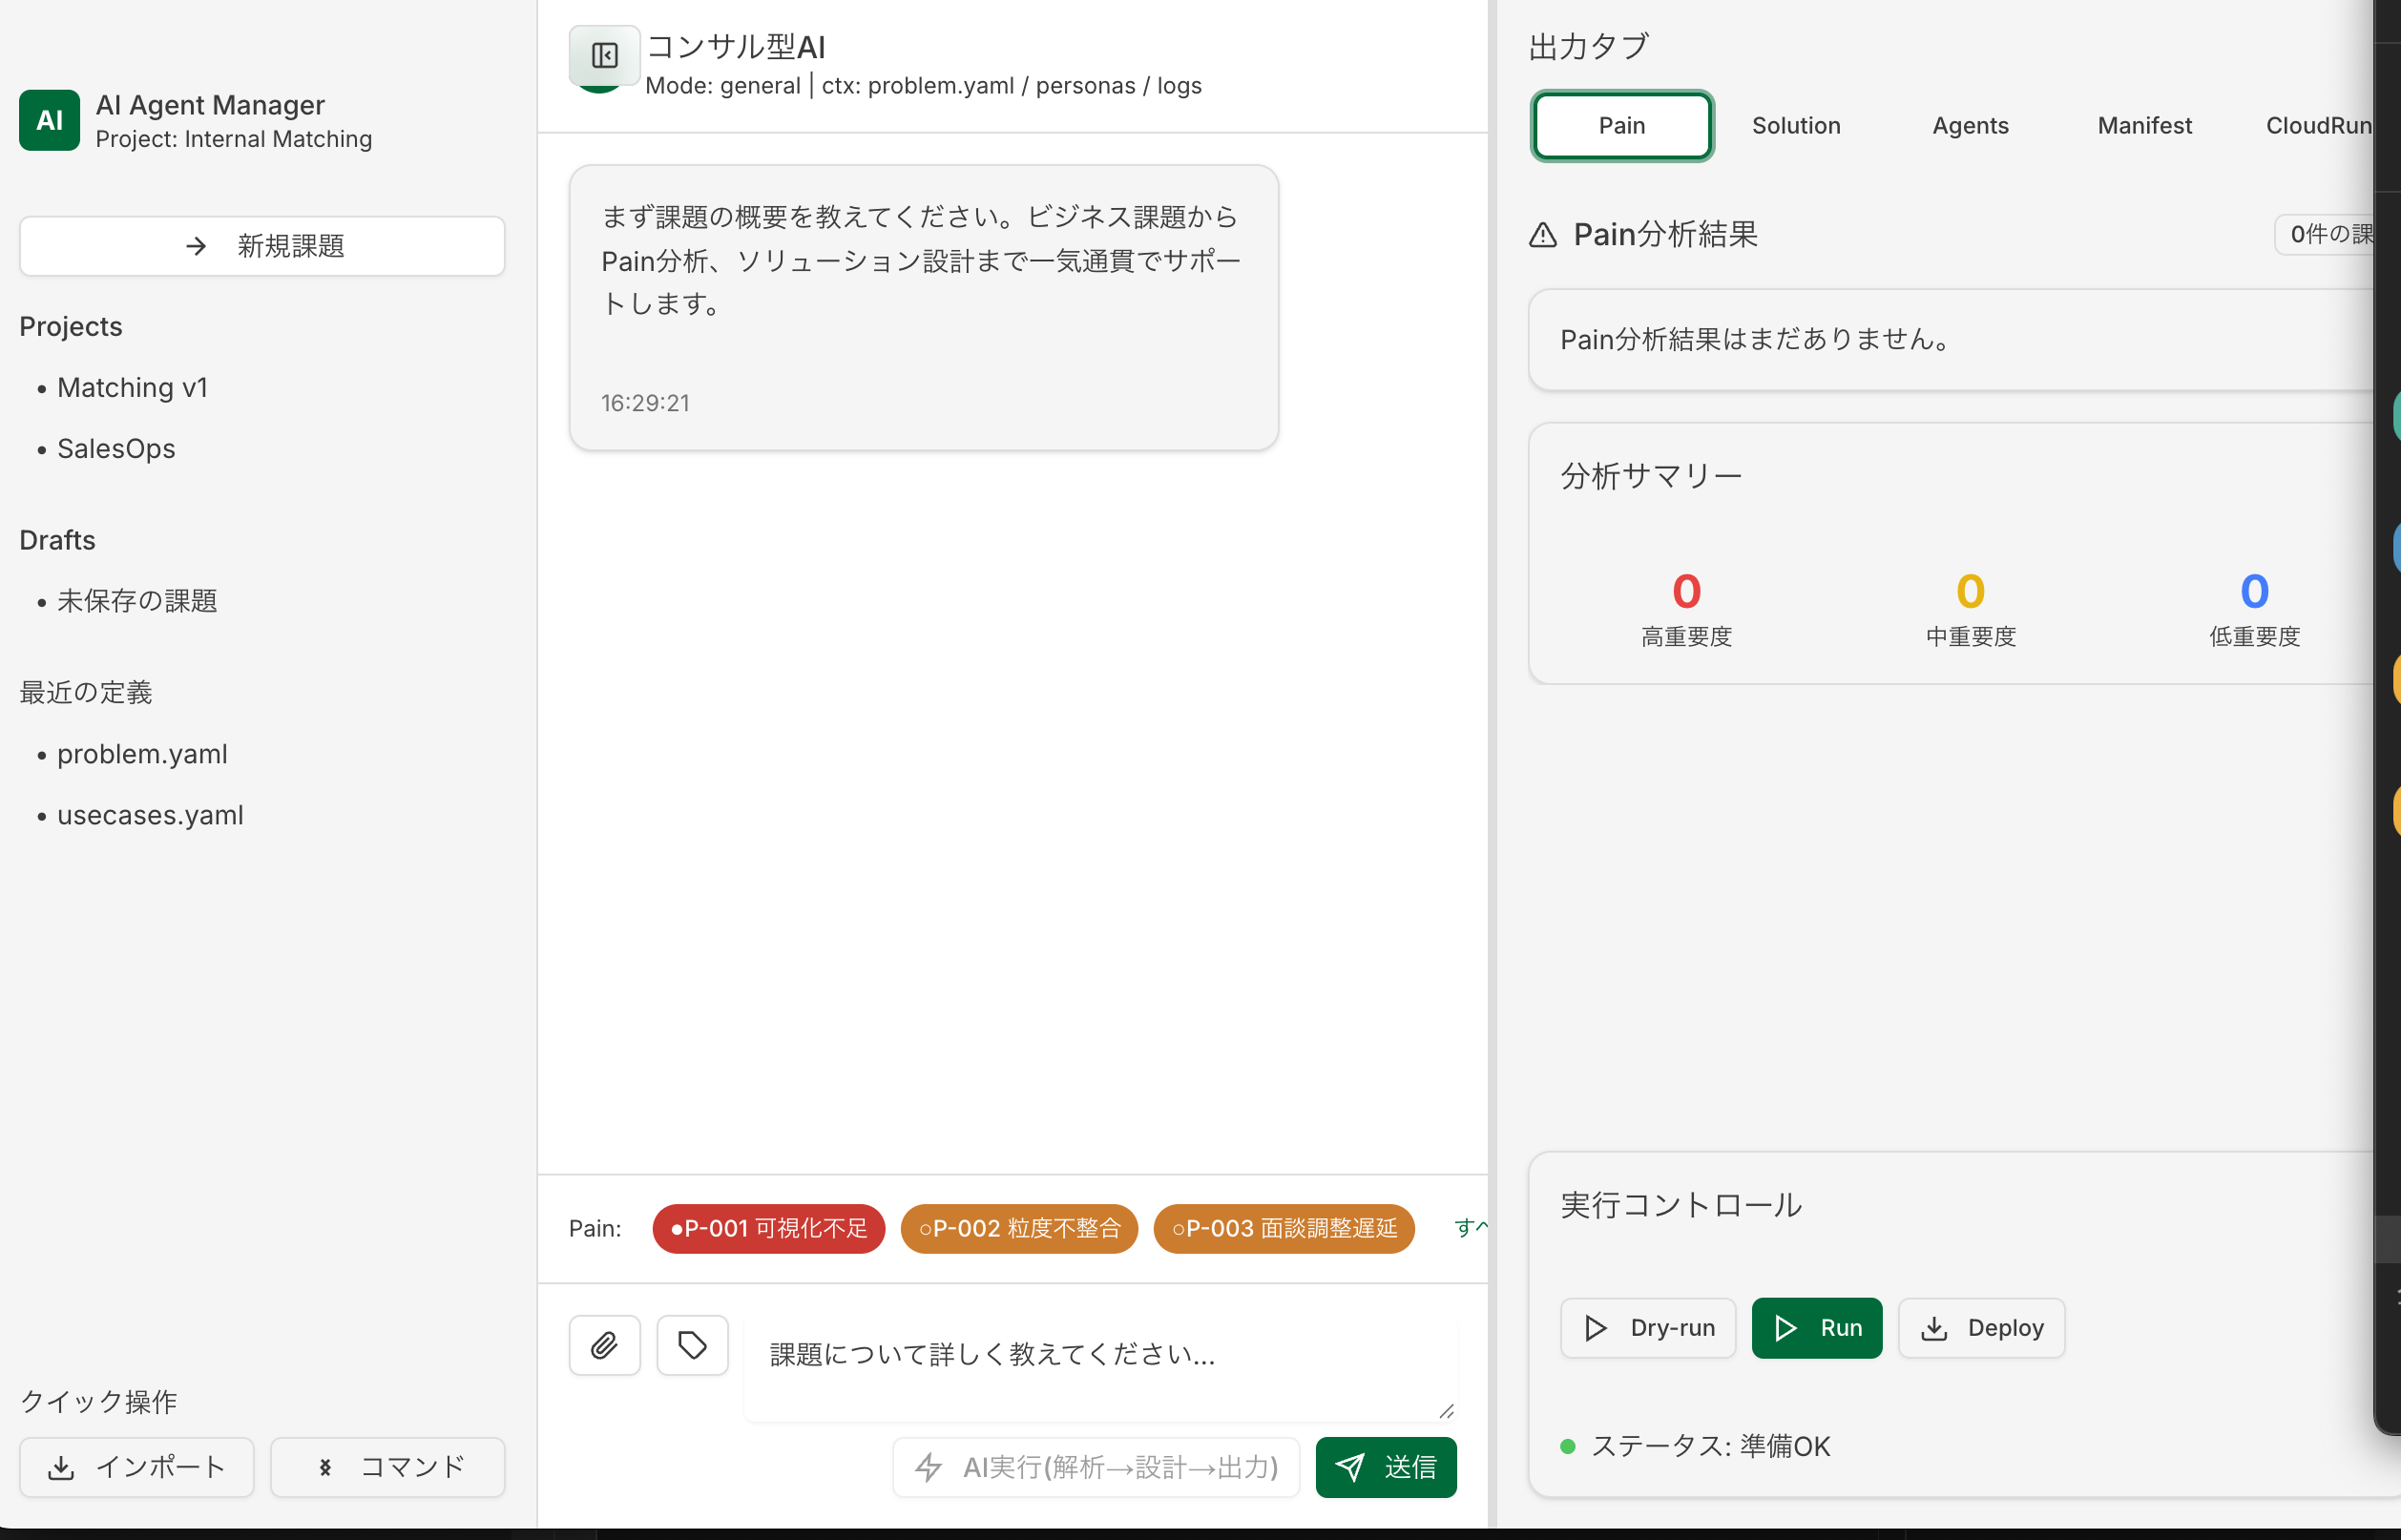 AI
AI Agent Manager
Project: Internal Matching
新規課題
Projects
• Matching v1
• SalesOps
Drafts
• 未保存の課題
最近の定義
• problem.yaml
• usecases.yaml
クイック操作
インポート
コマンド
コンサル型AI
Mode: general | ctx: problem.yaml / personas / logs
まず課題の概要を教えてください。ビジネス課題から
Pain分析、ソリューション設計まで一気通貫でサポー
トします。
16:29:21
Pain:
●P-001 可視化不足
○P-002 粒度不整合
○P-003 面談調整遅延
すべ
課題について詳しく教えてください...
AI実行(解析→設計→出力)
送信
出力タブ
Pain
Solution
Agents
Manifest
CloudRun
Pain分析結果
0件の課
Pain分析結果はまだありません。
分析サマリー
0
高重要度
0
中重要度
0
低重要度
実行コントロール
Dry-run
Run
Deploy
ステータス: 準備OK